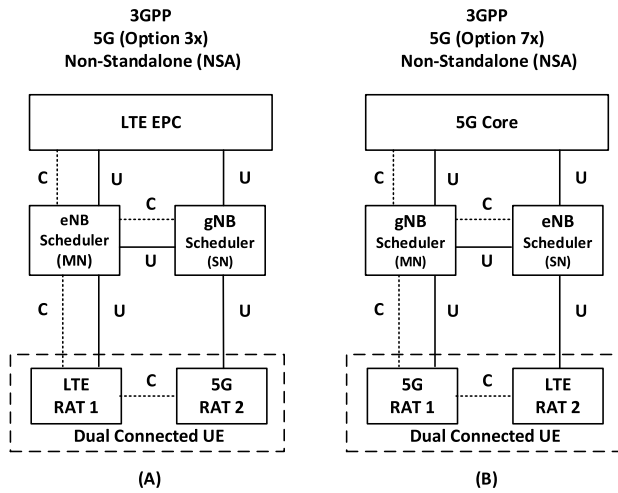 3GPP
5G (Option 3x)
Non-Standalone (NSA)
LTE EPC
C
U
U
eNB
Scheduler
(MN)
C
U
gNB
Scheduler
(SN)
C
U
U
LTE
RAT 1
C
5G
RAT 2
Dual Connected UE
(A)
3GPP
5G (Option 7x)
Non-Standalone (NSA)
5G Core
C
U
U
gNB
Scheduler
(MN)
C
U
eNB
Scheduler
(SN)
C
U
U
5G
RAT 1
C
LTE
RAT 2
Dual Connected UE
(B)